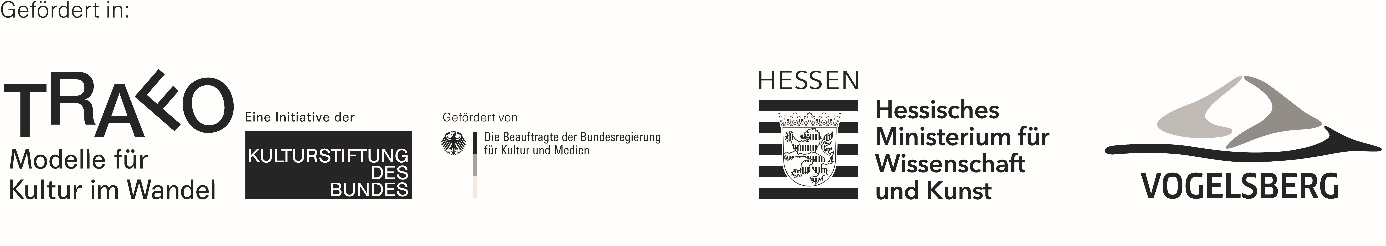 Gefördert in:
TRAFO
Modelle für
Kultur im Wandel
Eine Initiative der
KULTURSTIFTUNG
DES
BUNDES
Gefördert von
Die Beauftragte der Bundesregierung
für Kultur und Medien
HESSEN
Hessisches
Ministerium für
Wissenschaft
und Kunst
VOGELSBERG